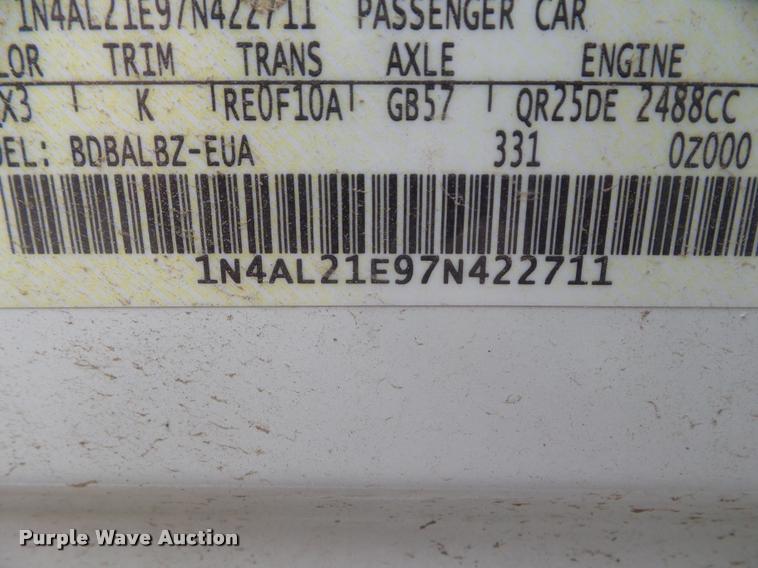 1N4AL21E97N422711 PASSENGER CAR
LOR TRIM TRANS AXLE ENGINE
X3 K RE0F10A GB57 QR25DE 2488CC
EL: BDBALBZ-EUA 331 0Z000
1N4AL21E97N422711
Purple Wave Auction